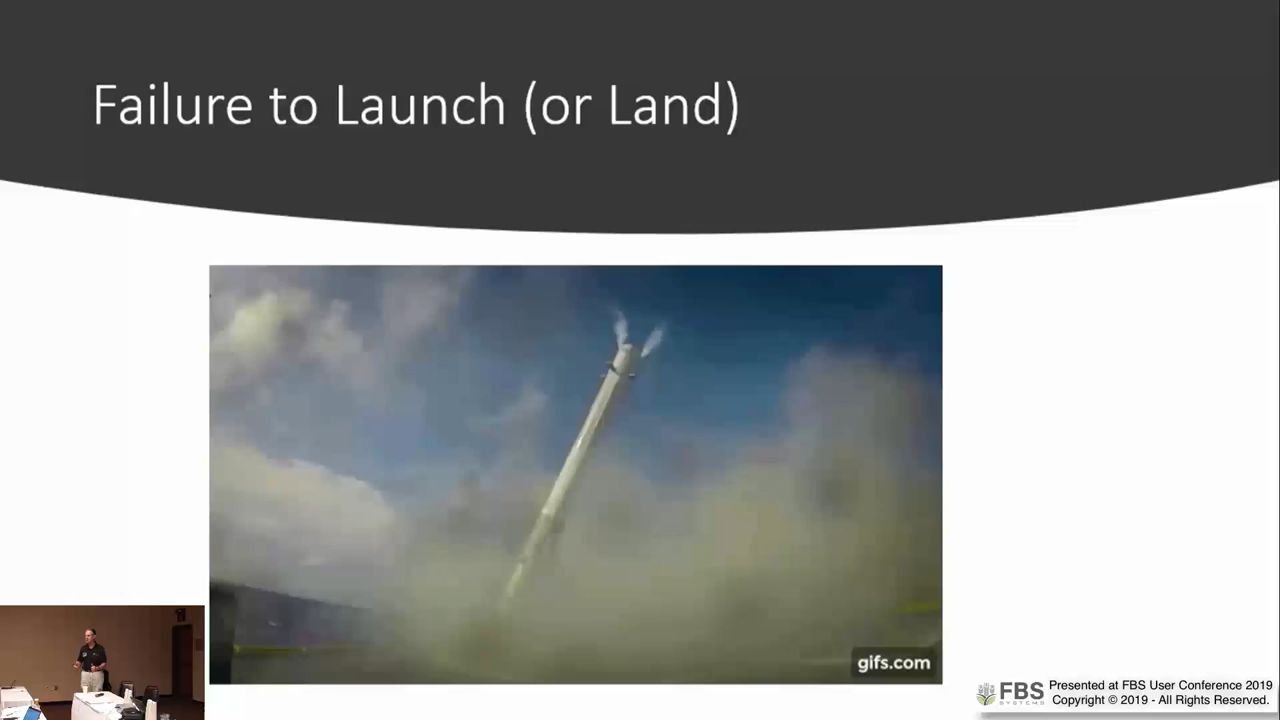 Failure to Launch (or Land)
gifs.com
FBS
SYSTEMS
Presented at FBS User Conference 2019
Copyright © 2019 - All Rights Reserved.